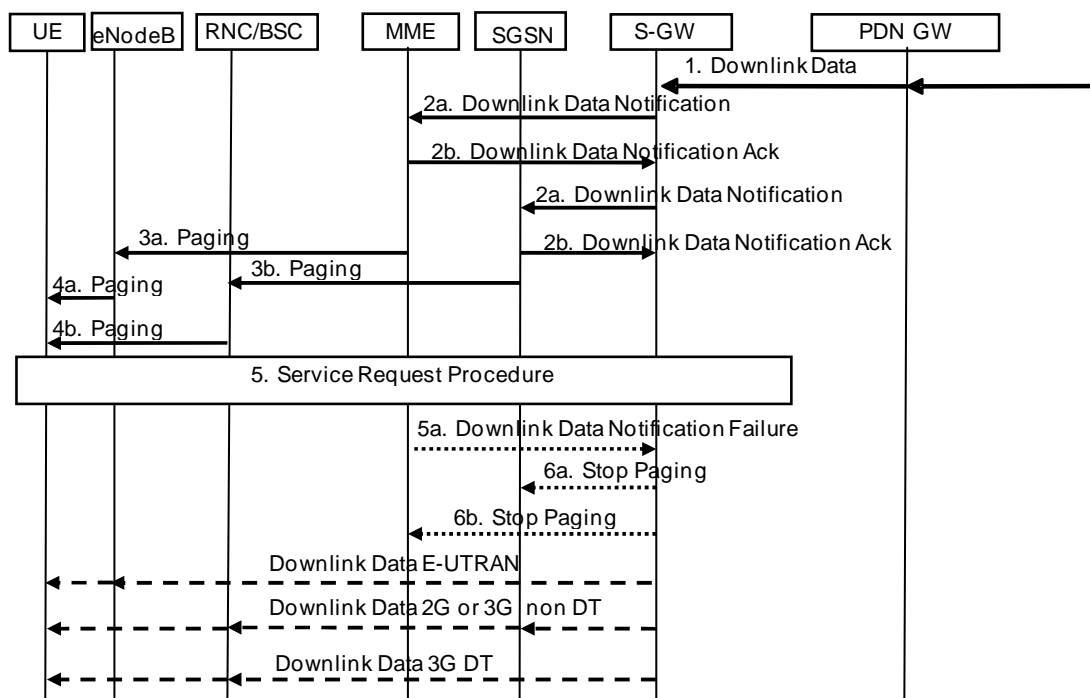 UE
eNodeB
RNC/BSC
MME
SGSN
S-GW
PDN GW
1. Downlink Data
2a. Downlink Data Notification
2b. Downlink Data Notification Ack
2a. Downlink Data Notification
3a. Paging
2b. Downlink Data Notification Ack
3b. Paging
4a. Paging
4b. Paging
5. Service Request Procedure
5a. Downlink Data Notification Failure
6a. Stop Paging
6b. Stop Paging
Downlink Data E-UTRAN
Downlink Data 2G or 3G non DT
Downlink Data 3G DT